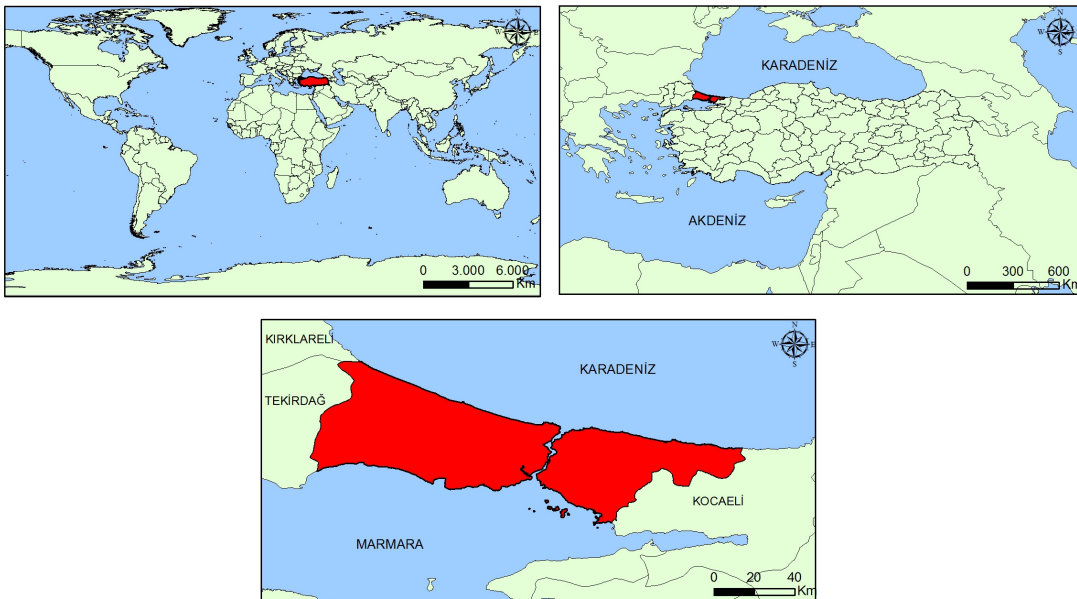 N
W E
S
0 3.000 6.000
Km
N
W E
S
KARADENİZ
AKDENİZ
0 300 600
Km
N
W E
S
KIRKLARELİ
KARADENİZ
TEKİRDAĞ
KOCAELİ
MARMARA
0 20 40
Km